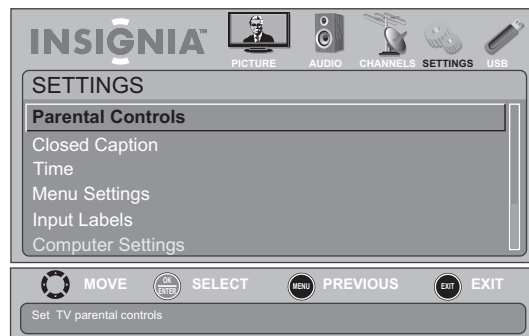 INSIGNIA™
PICTURE AUDIO CHANNELS SETTINGS USB
SETTINGS
Parental Controls
Closed Caption
Time
Menu Settings
Input Labels
Computer Settings
MOVE OK ENTER SELECT MENU PREVIOUS EXIT EXIT
Set TV parental controls